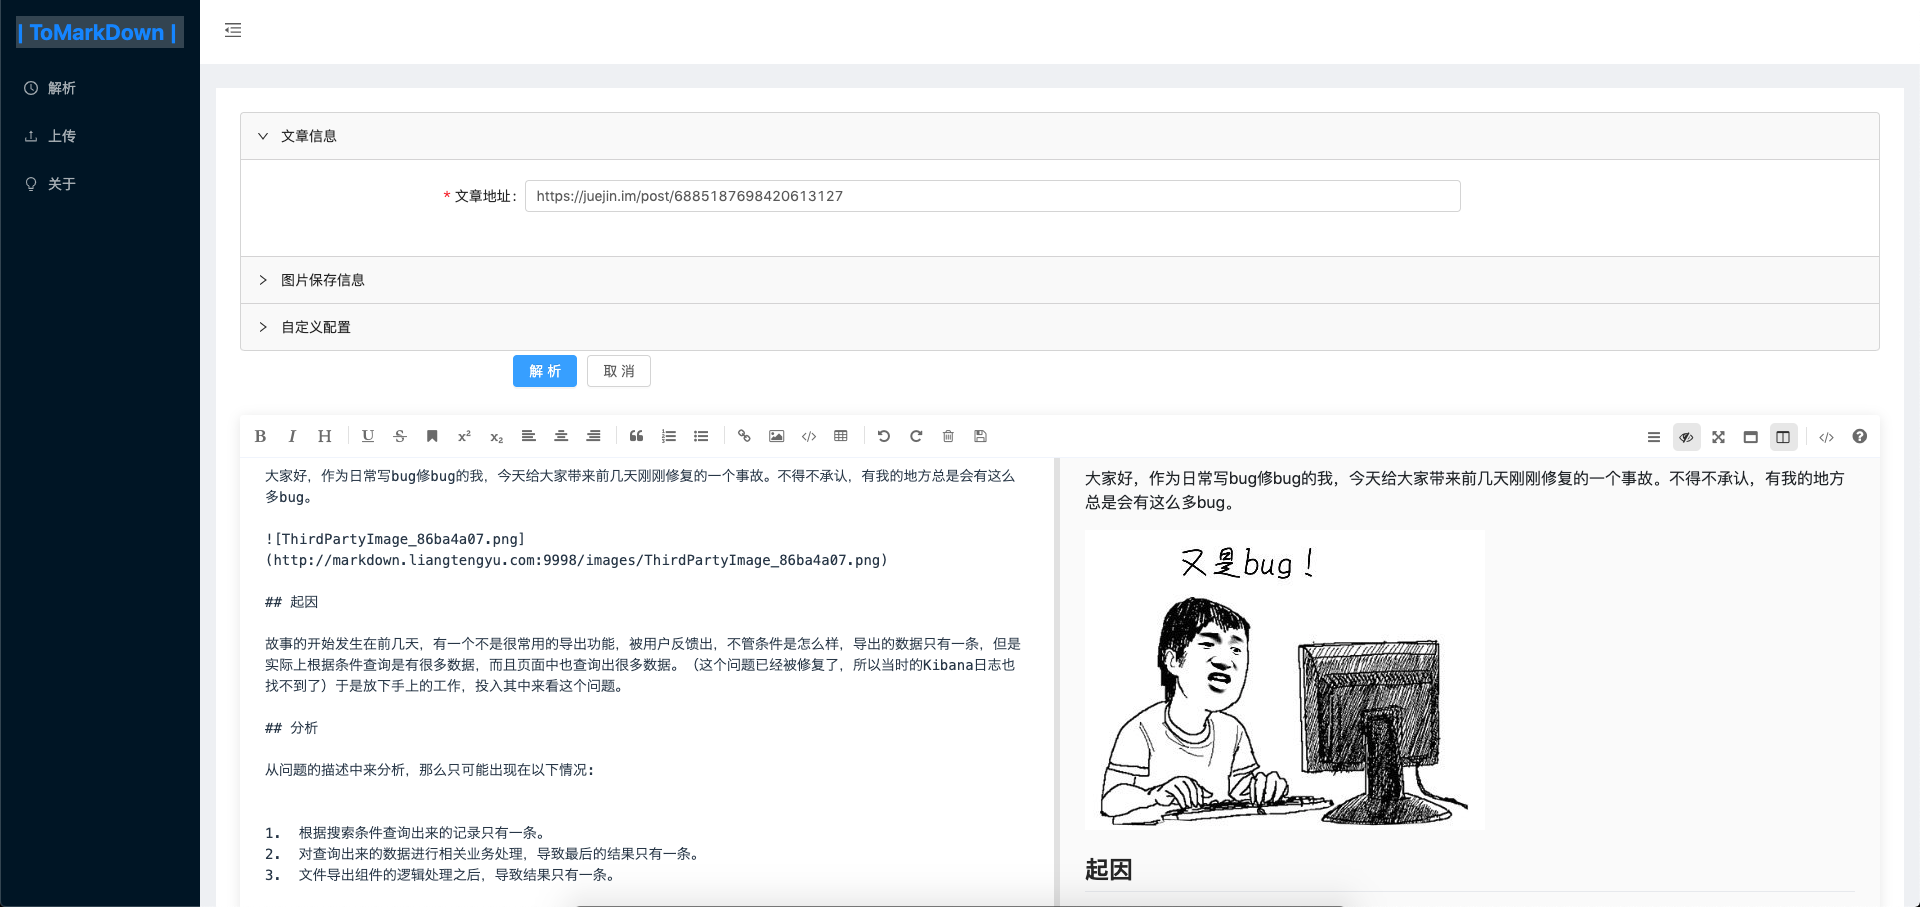 | ToMarkDown |
解析
上传
关于
文章信息
* 文章地址：
https://juejin.im/post/6885187698420613127
图片保存信息
自定义配置
解 析
取 消
大家好，作为日常写bug修bug的我，今天给大家带来前几天刚刚修复的一个事故。不得不承认，有我的地方总是会有这么
多bug。
![ThirdPartyImage_86ba4a07.png]
(http://markdown.liangtengyu.com:9998/images/ThirdPartyImage_86ba4a07.png)
## 起因
故事的开始发生在前几天，有一个不是很常用的导出功能，被用户反馈出，不管条件是怎么样，导出的数据只有一条，但是
实际上根据条件查询是有很多数据，而且页面中也查询出很多数据。（这个问题已经被修复了，所以当时的Kibana日志也
找不到了）于是放下手上的工作，投入其中来看这个问题。
## 分析
从问题的描述中来分析，那么只可能出现在以下情况:
1.  根据搜索条件查询出来的记录只有一条。
2.  对查询出来的数据进行相关业务处理，导致最后的结果只有一条。
3.  文件导出组件的逻辑处理之后，导致结果只有一条。
大家好，作为日常写bug修bug的我，今天给大家带来前几天刚刚修复的一个事故。不得不承认，有我的地方
总是会有这么多bug。
又是bug！
起因